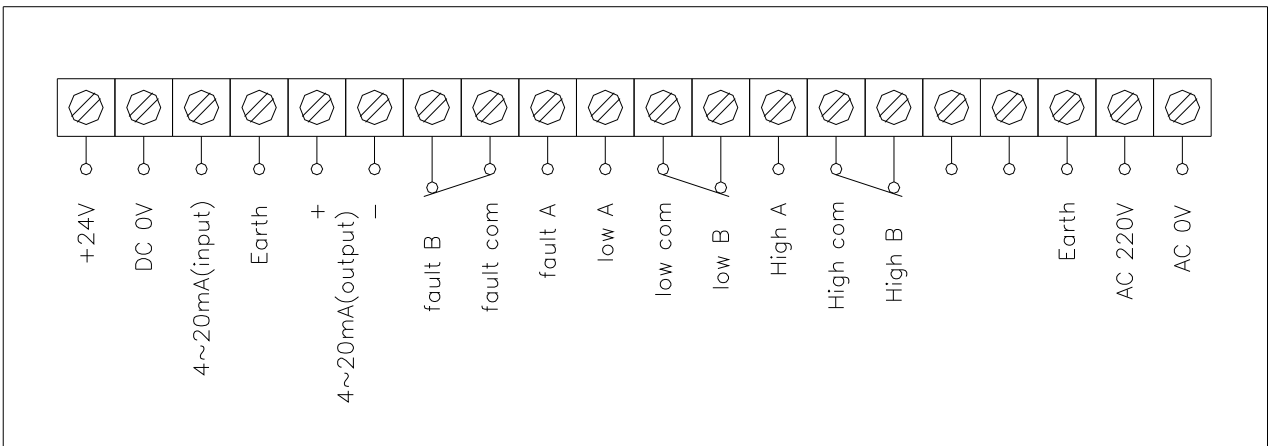 +24V
DC 0V
4~20mA(input)
Earth
+
4~20mA(output)
−
fault B
fault com
fault A
low A
low com
low B
High A
High com
High B
Earth
AC 220V
AC 0V